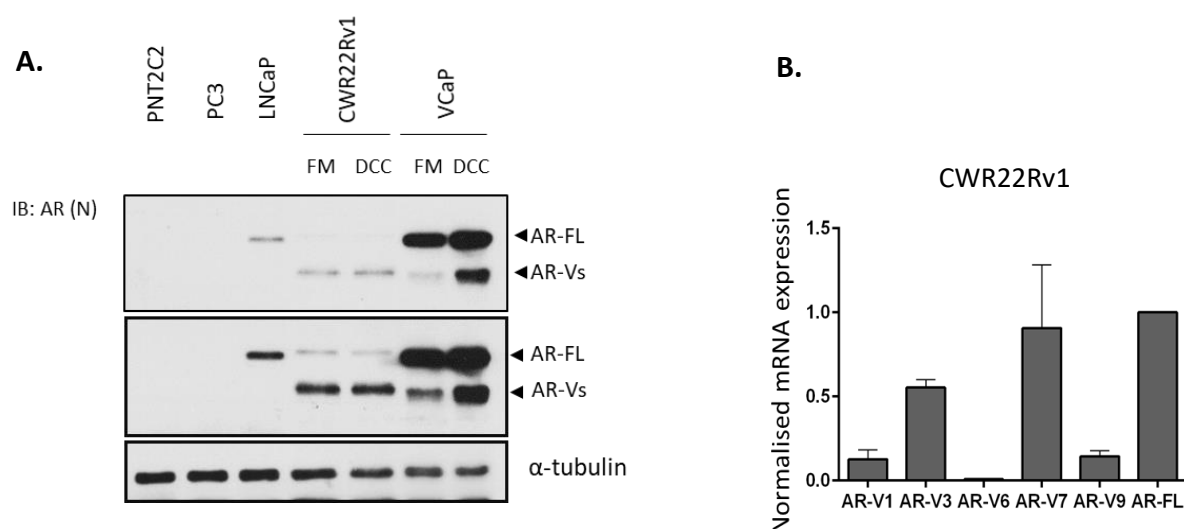 A.
PNT2C2
PC3
LNCaP
CWR22Rv1
VCaP
FM DCC FM DCC
IB: AR (N)
AR-FL
AR-Vs
AR-FL
AR-Vs
α-tubulin
B.
CWR22Rv1
Normalised mRNA expression
1.5
1.0
0.5
0.0
AR-V1 AR-V3 AR-V6 AR-V7 AR-V9 AR-FL